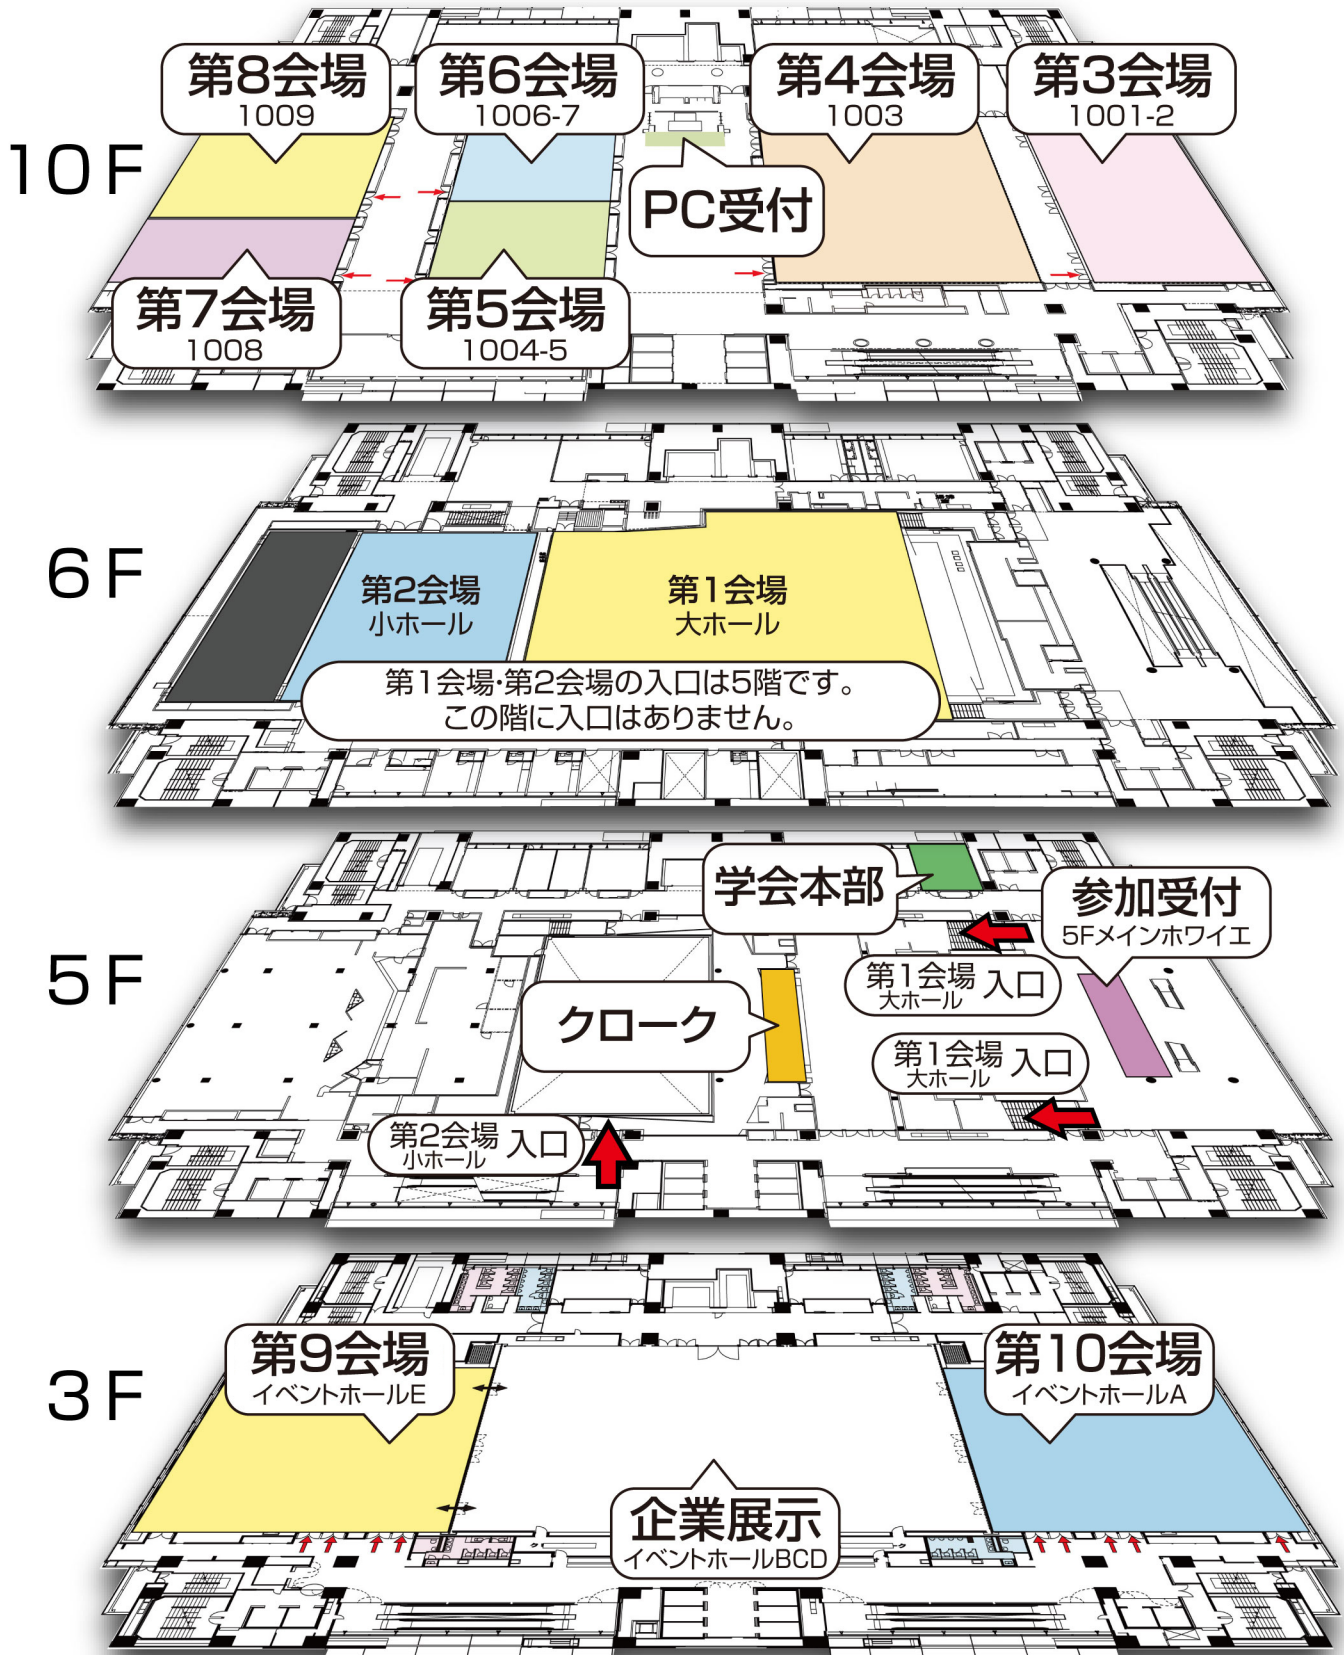 10F
第8会場
1009
第6会場
1006-7
第4会場
1003
第3会場
1001-2
PC受付
第7会場
1008
第5会場
1004-5
6F
第2会場
小ホール
第1会場
大ホール
第1会場・第2会場の入口は5階です。
この階に入口はありません。
5F
学会本部
参加受付
5Fメインホワイエ
第1会場 入口
大ホール
クローク
第1会場 入口
大ホール
第2会場 入口
小ホール
3F
第9会場
イベントホールE
第10会場
イベントホールA
企業展示
イベントホールBCD